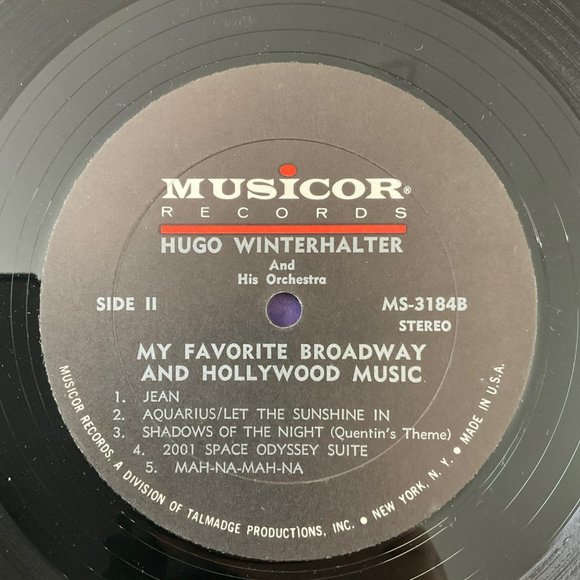 MUSICOR®
RECORDS
HUGO WINTERHALTER
And
His Orchestra
SIDE II
MS-3184B
STEREO
MY FAVORITE BROADWAY
AND HOLLYWOOD MUSIC
1. JEAN
2. AQUARIUS/LET THE SUNSHINE IN
3. SHADOWS OF THE NIGHT (Quentin's Theme)
4. 2001 SPACE ODYSSEY SUITE
5. MAH-NA-MAH-NA
MUSICOR RECORDS, A DIVISION OF TALMADGE PRODUCTIONS, INC. • NEW YORK, N. Y. • MADE IN U.S.A.